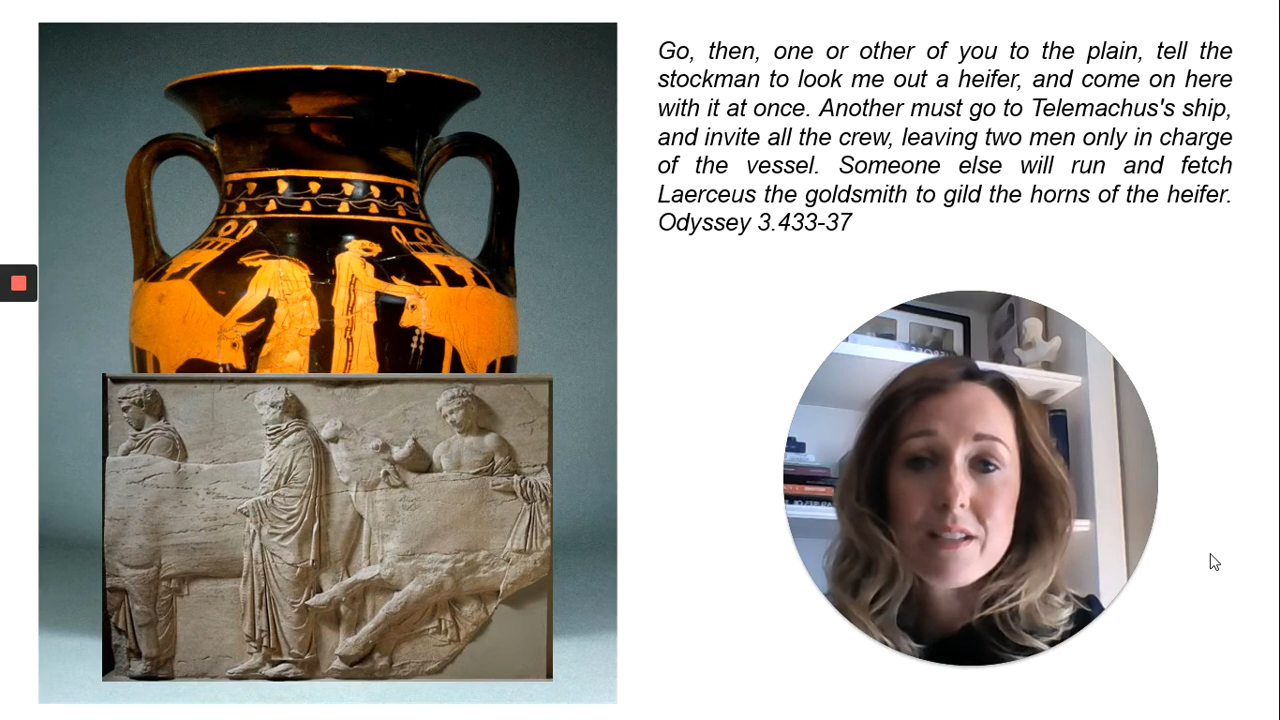 Go, then, one or other of you to the plain, tell the
stockman to look me out a heifer, and come on here
with it at once. Another must go to Telemachus's ship,
and invite all the crew, leaving two men only in charge
of the vessel. Someone else will run and fetch
Laerceus the goldsmith to gild the horns of the heifer.
Odyssey 3.433-37